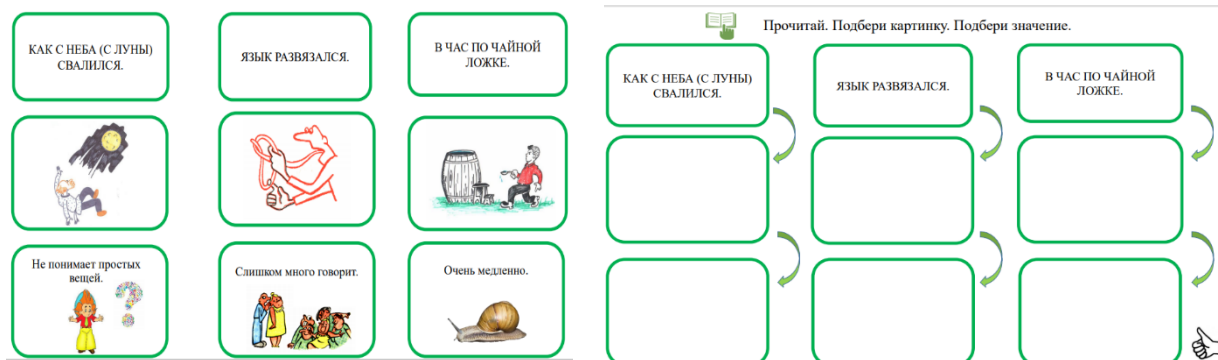 КАК С НЕБА (С ЛУНЫ)
СВАЛИЛСЯ.
ЯЗЫК РАЗВЯЗАЛСЯ.
В ЧАС ПО ЧАЙНОЙ
ЛОЖКЕ.
Не понимает простых
вещей.
Слишком много говорит.
Очень медленно.
Прочитай. Подбери картинку. Подбери значение.
КАК С НЕБА (С ЛУНЫ)
СВАЛИЛСЯ.
ЯЗЫК РАЗВЯЗАЛСЯ.
В ЧАС ПО ЧАЙНОЙ
ЛОЖКЕ.